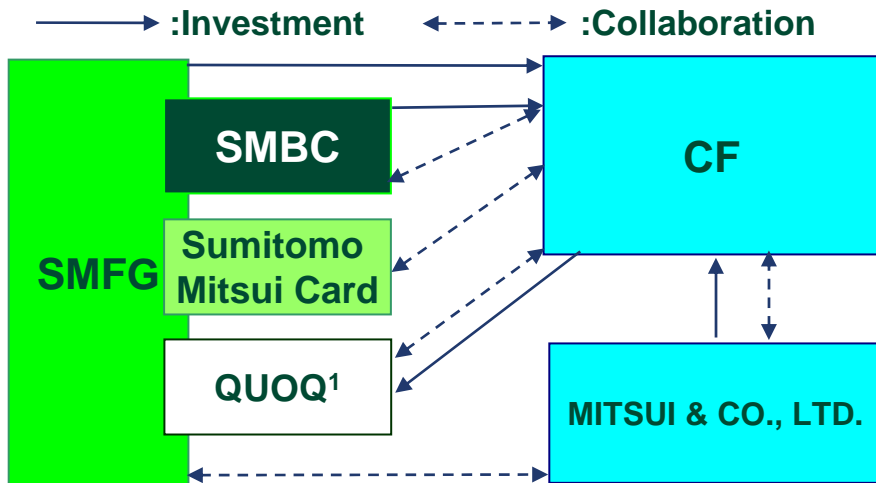 :Investment
:Collaboration
SMBC
CF
Sumitomo
Mitsui Card
SMFG
QUOQ¹
MITSUI & CO., LTD.